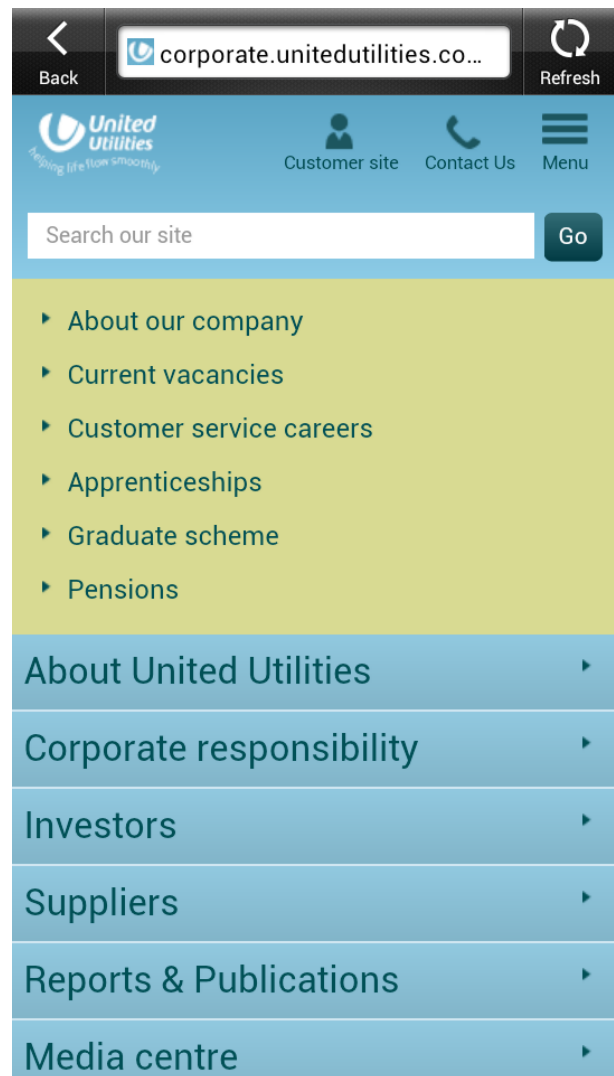 Back
corporate.unitedutilities.co...
Refresh
United
Utilities
helping life flow smoothly
Customer site
Contact Us
Menu
Search our site
Go
About our company
Current vacancies
Customer service careers
Apprenticeships
Graduate scheme
Pensions
About United Utilities
Corporate responsibility
Investors
Suppliers
Reports & Publications
Media centre